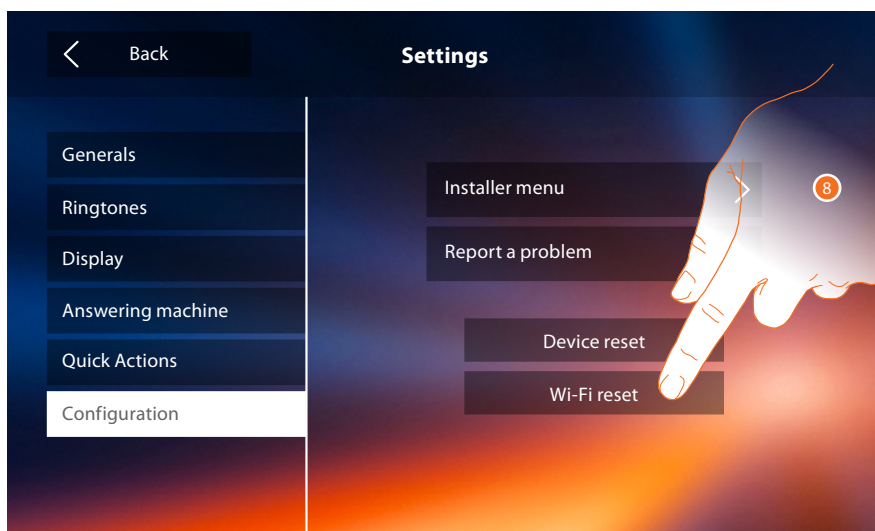 Back
Settings
Generals
Ringtones
Display
Answering machine
Quick Actions
Configuration
Installer menu
8
Report a problem
Device reset
Wi-Fi reset